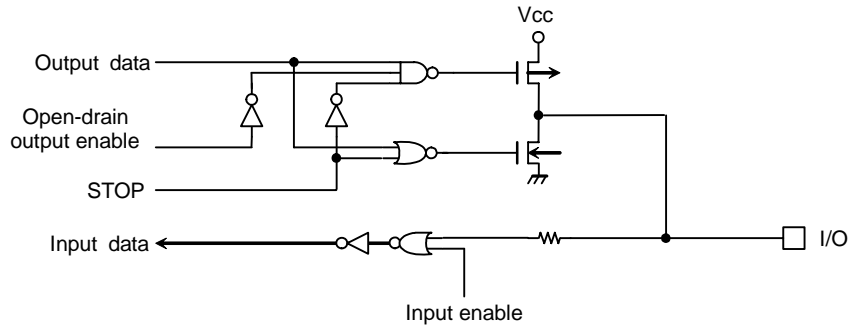 Vcc
Output data
Open-drain
output enable
STOP
Input data
I/O
Input enable